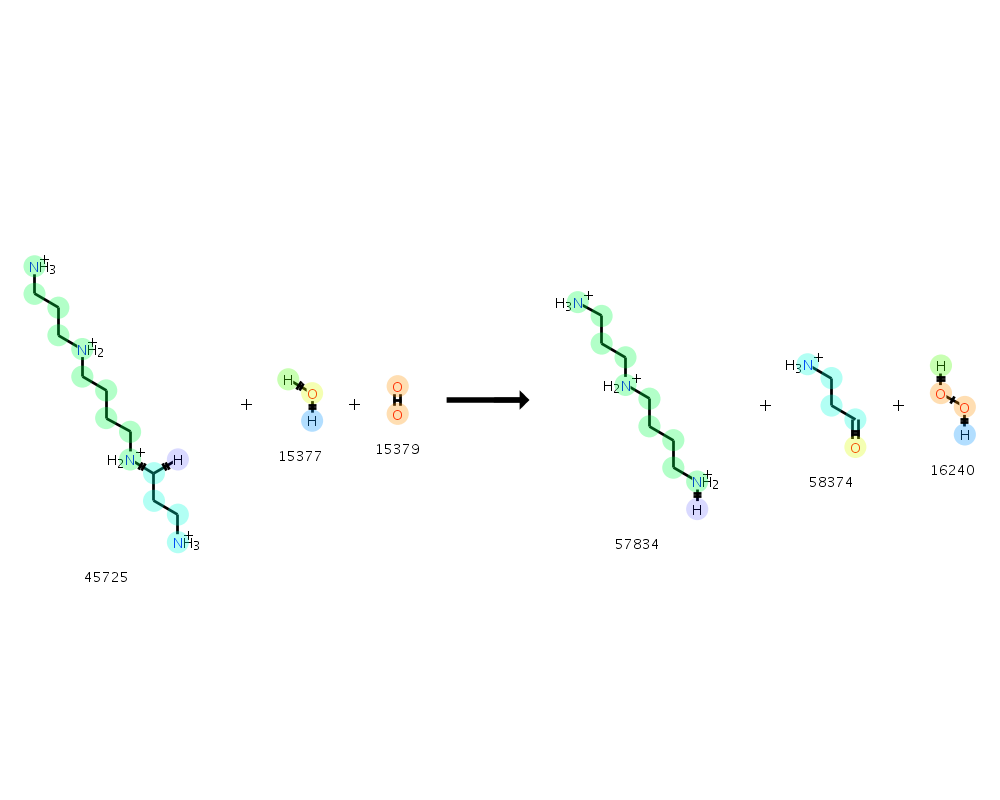 NH3+
NH2+
H2N+
H
NH3+
45725
+
H
O
H
15377
+
O
O
15379
H3N+
H2N+
NH2+
H
57834
+
H3N+
O
58374
+
H
O
O
H
16240